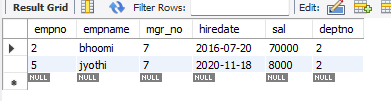 Result Grid Filter Rows: Edit:
empno empname mgr_no hiredate sal deptno
2 bhoomi 7 2016-07-20 70000 2
5 jyothi 7 2020-11-18 8000 2
NULL NULL NULL NULL NULL NULL